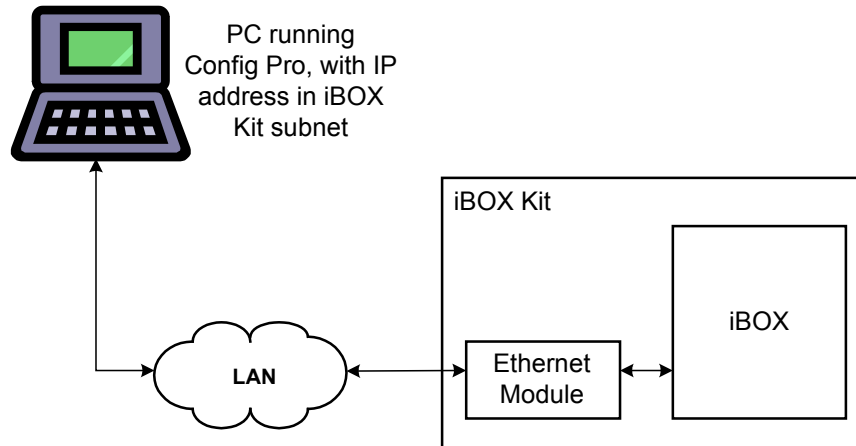 PC running
Config Pro, with IP
address in iBOX
Kit subnet
iBOX Kit
iBOX
Ethernet
Module
LAN